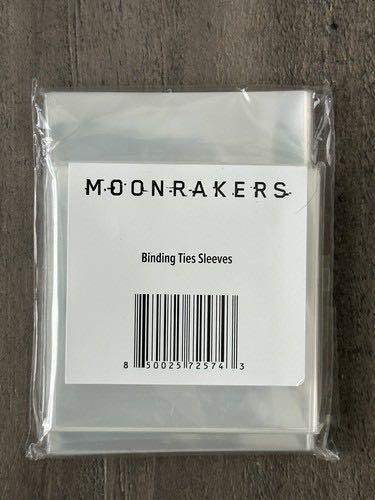 MOONRAKERS
Binding Ties Sleeves
8 50025 72574 3